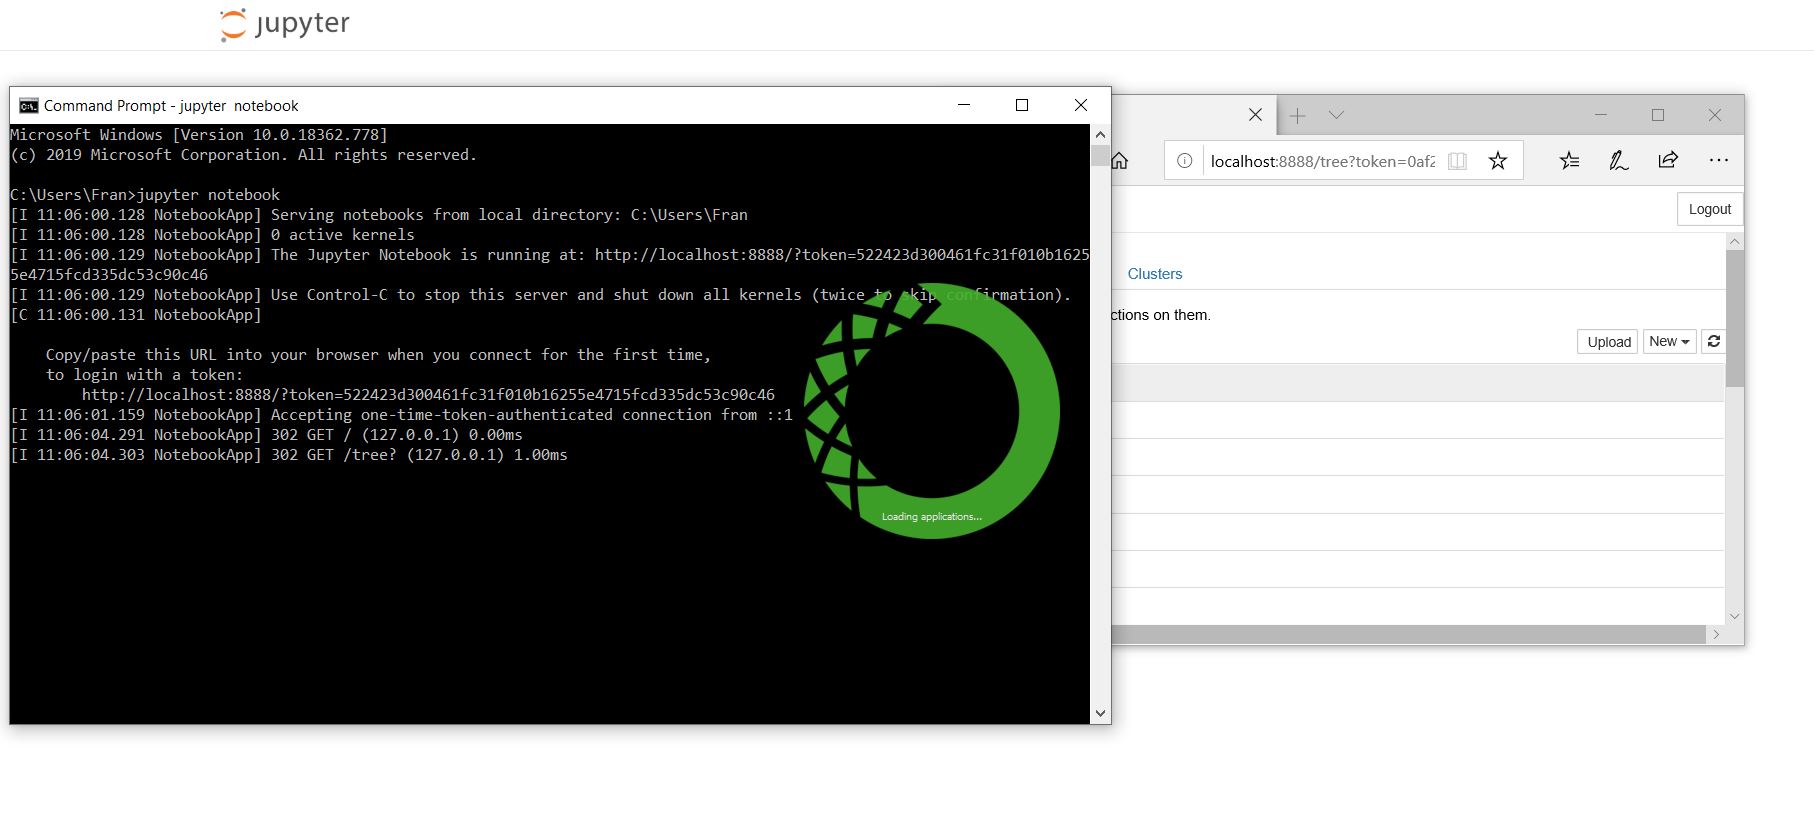 jupyter
Command Prompt - jupyter notebook
Microsoft Windows [Version 10.0.18362.778]
(c) 2019 Microsoft Corporation. All rights reserved.
C:\Users\Fran>jupyter notebook
[I 11:06:00.128 NotebookApp] Serving notebooks from local directory: C:\Users\Fran
[I 11:06:00.128 NotebookApp] 0 active kernels
[I 11:06:00.129 NotebookApp] The Jupyter Notebook is running at: http://localhost:8888/?token=522423d300461fc31f010b1625
5e4715fcd335dc53c90c46
[I 11:06:00.129 NotebookApp] Use Control-C to stop this server and shut down all kernels (twice to skip confirmation).
[C 11:06:00.131 NotebookApp]
Copy/paste this URL into your browser when you connect for the first time,
to login with a token:
http://localhost:8888/?token=522423d300461fc31f010b16255e4715fcd335dc53c90c46
[I 11:06:01.159 NotebookApp] Accepting one-time-token-authenticated connection from ::1
[I 11:06:04.291 NotebookApp] 302 GET / (127.0.0.1) 0.00ms
[I 11:06:04.303 NotebookApp] 302 GET /tree? (127.0.0.1) 1.00ms
Loading applications...
localhost:8888/tree?token=0af2
Logout
Clusters
ctions on them.
Upload New